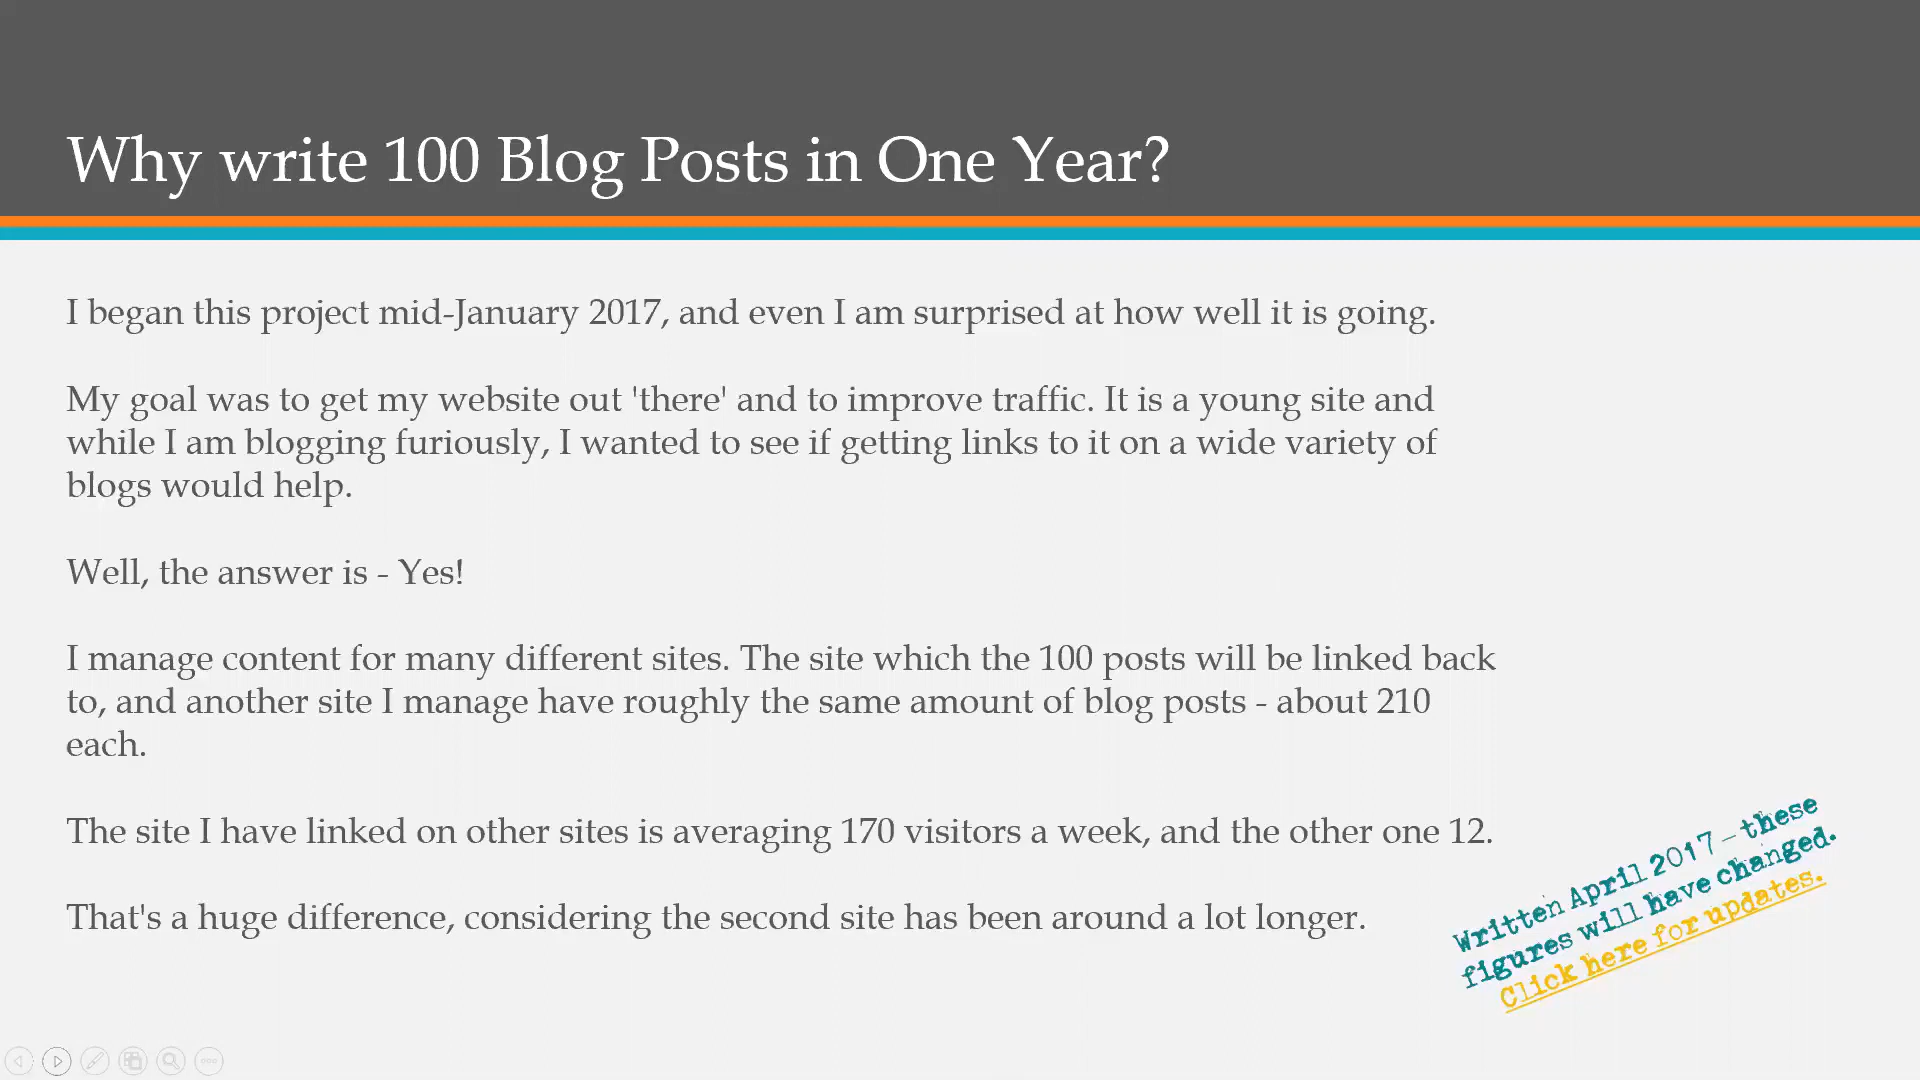 Why write 100 Blog Posts in One Year?
I began this project mid-January 2017, and even I am surprised at how well it is going.
My goal was to get my website out 'there' and to improve traffic. It is a young site and
while I am blogging furiously, I wanted to see if getting links to it on a wide variety of
blogs would help.
Well, the answer is - Yes!
I manage content for many different sites. The site which the 100 posts will be linked back
to, and another site I manage have roughly the same amount of blog posts - about 210
each.
The site I have linked on other sites is averaging 170 visitors a week, and the other one 12.
That's a huge difference, considering the second site has been around a lot longer.
Written April 2017 – these
figures will have changed.
Click here for updates.